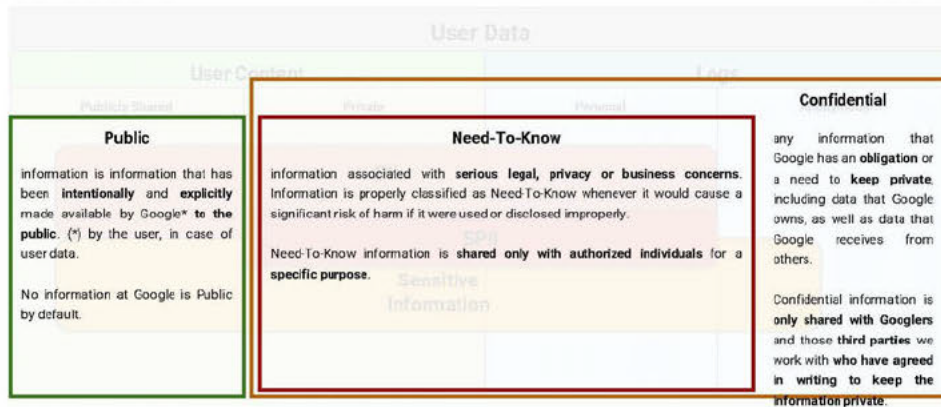 User Data
User Content
Logs
Publicly Shared
Private
Personal
Public
information is information that has
been intentionally and explicitly
made available by Google* to the
public. (*) by the user, in case of
user data.
No information at Google is Public
by default.
Need-To-Know
information associated with serious legal, privacy or business concerns.
Information is properly classified as Need-To-Know whenever it would cause a
significant risk of harm if it were used or disclosed improperly.
Need-To-Know information is shared only with authorized individuals for a
specific purpose.
SPII
Sensitive
Information
Confidential
any information that
Google has an obligation or
a need to keep private,
including data that Google
owns, as well as data that
Google receives from
others.
Confidential information is
only shared with Googlers
and those third parties we
work with who have agreed
in writing to keep the
information private.